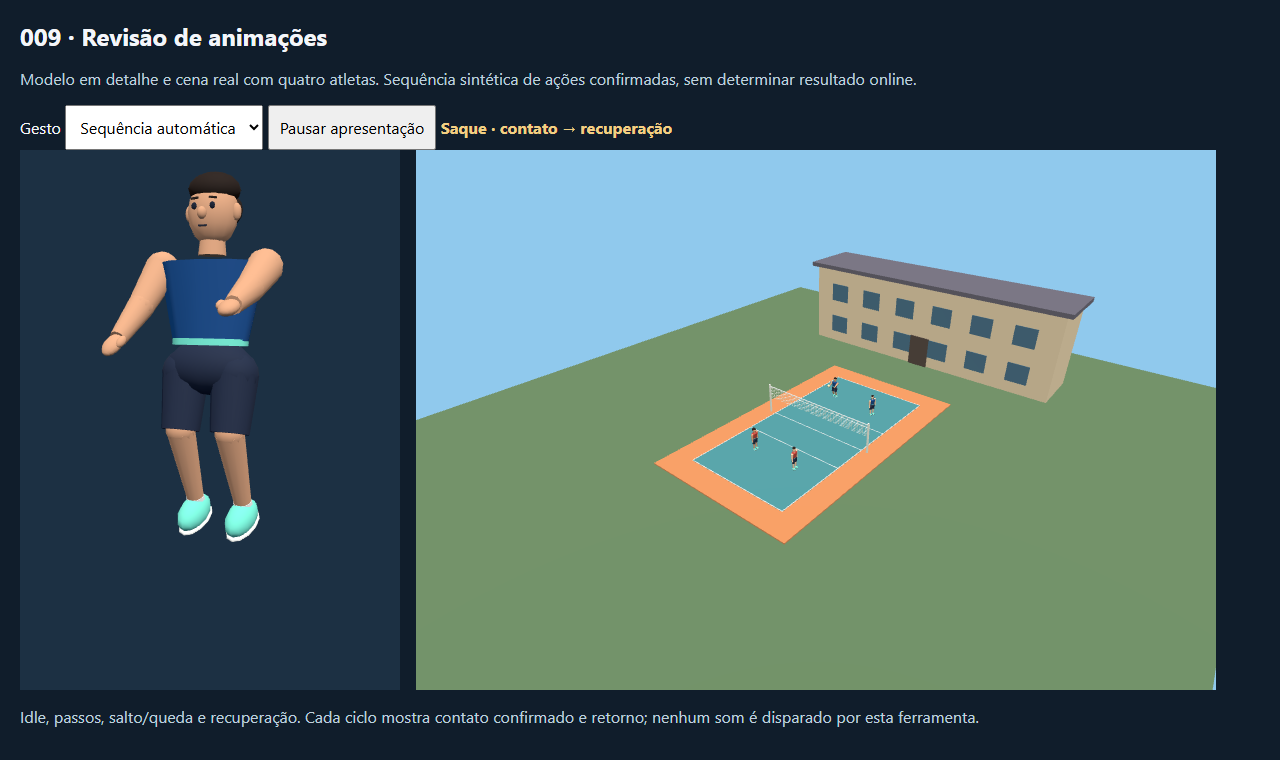 009 · Revisão de animações
Modelo em detalhe e cena real com quatro atletas. Sequência sintética de ações confirmadas, sem determinar resultado online.
Gesto Sequência automática Pausar apresentação Saque · contato → recuperação
Idle, passos, salto/queda e recuperação. Cada ciclo mostra contato confirmado e retorno; nenhum som é disparado por esta ferramenta.